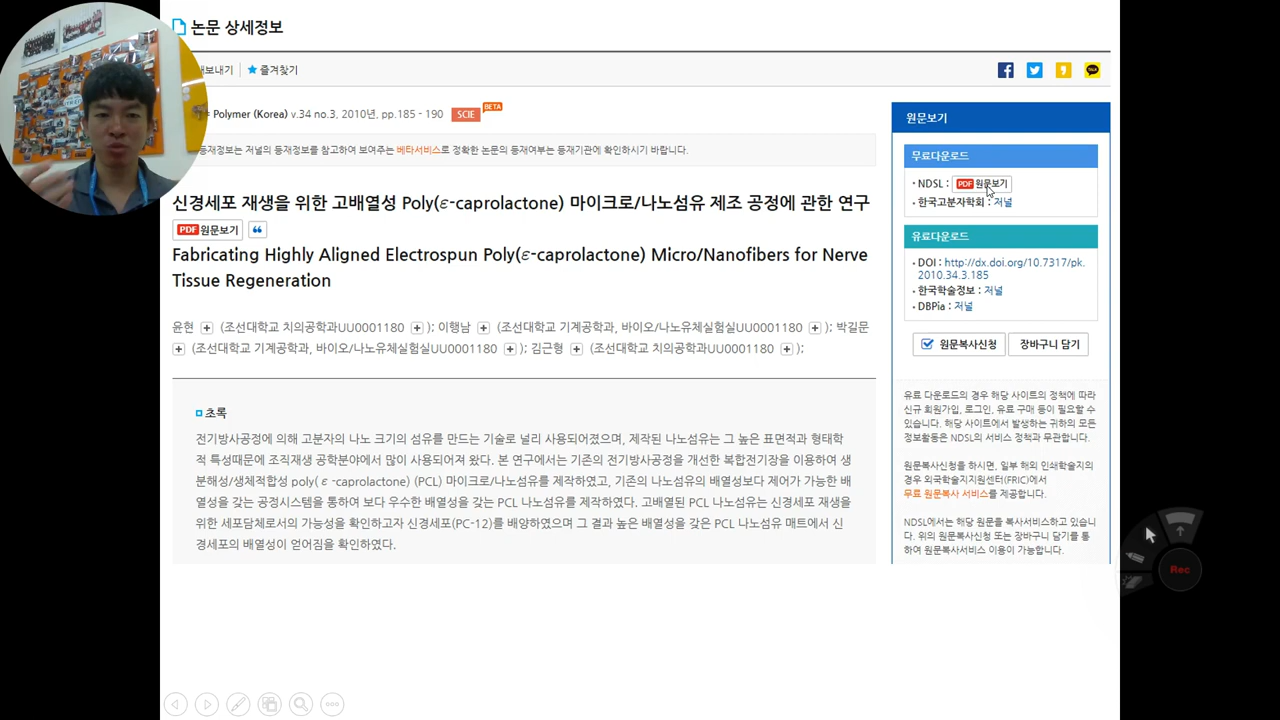 논문 상세정보
내보내기
즐겨찾기
Polymer (Korea) v.34 no.3, 2010년, pp.185 - 190 SCIE BETA
등재정보는 저널의 등재정보를 참고하여 보여주는 베타서비스로 정확한 논문의 등재여부는 등재기관에 확인하시기 바랍니다.
신경세포 재생을 위한 고배열성 Poly(ε-caprolactone) 마이크로/나노섬유 제조 공정에 관한 연구
PDF 원문보기
Fabricating Highly Aligned Electrospun Poly(ε-caprolactone) Micro/Nanofibers for Nerve
Tissue Regeneration
윤현 + (조선대학교 치의공학과UU0001180 + ); 이행남 + (조선대학교 기계공학과, 바이오/나노유체실험실UU0001180 + ); 박길문
+ (조선대학교 기계공학과, 바이오/나노유체실험실UU0001180 + ); 김근형 + (조선대학교 치의공학과UU0001180 + );
초록
전기방사공정에 의해 고분자의 나노 크기의 섬유를 만드는 기술로 널리 사용되어졌으며, 제작된 나노섬유는 그 높은 표면적과 형태학
적 특성때문에 조직재생 공학분야에서 많이 사용되어져 왔다. 본 연구에서는 기존의 전기방사공정을 개선한 복합전기장을 이용하여 생
분해성/생체적합성 poly( ε -caprolactone) (PCL) 마이크로/나노섬유를 제작하였고, 기존의 나노섬유의 배열성보다 제어가 가능한 배
열성을 갖는 공정시스템을 통하여 보다 우수한 배열성을 갖는 PCL 나노섬유를 제작하였다. 고배열된 PCL 나노섬유는 신경세포 재생을
위한 세포담체로서의 가능성을 확인하고자 신경세포(PC-12)를 배양하였으며 그 결과 높은 배열성을 갖은 PCL 나노섬유 매트에서 신
경세포의 배열성이 얻어짐을 확인하였다.
원문보기
무료다운로드
• NDSL : PDF 원문보기
• 한국고분자학회 : 저널
유료다운로드
• DOI : http://dx.doi.org/10.7317/pk.
2010.34.3.185
• 한국학술정보 : 저널
• DBPia : 저널
원문복사신청 장바구니 담기
유료 다운로드의 경우 해당 사이트의 정책에 따라
신규 회원가입, 로그인, 유료 구매 등이 필요할 수
있습니다. 해당 사이트에서 발생하는 귀하의 모든
정보활동은 NDSL의 서비스 정책과 무관합니다.
원문복사신청을 하시면, 일부 해외 인쇄학술지의
경우 외국학술지지원센터(FRIC)에서
무료 원문복사 서비스를 제공합니다.
NDSL에서는 해당 원문을 복사서비스하고 있습니
다. 위의 원문복사신청 또는 장바구니 담기를 통
하여 원문복사서비스 이용이 가능합니다.
Rec